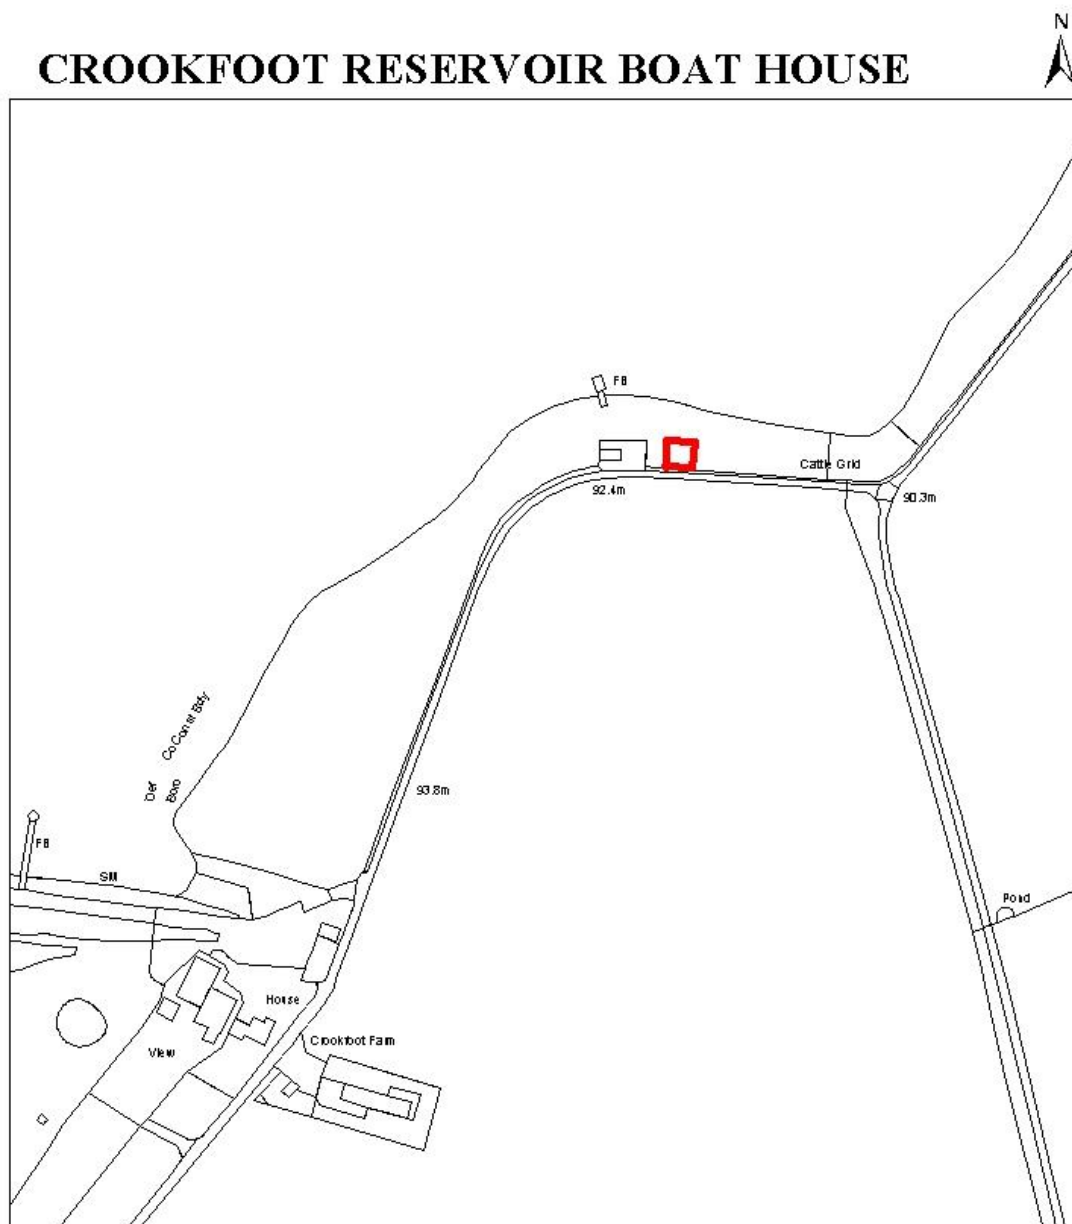 N
CROOKFOOT RESERVOIR BOAT HOUSE
FB
Cattle Grid
92.4m
90.3m
Co Const Bdy
Def
Boro
93.8m
FB
SM
Pond
House
Crookfoot Farm
View